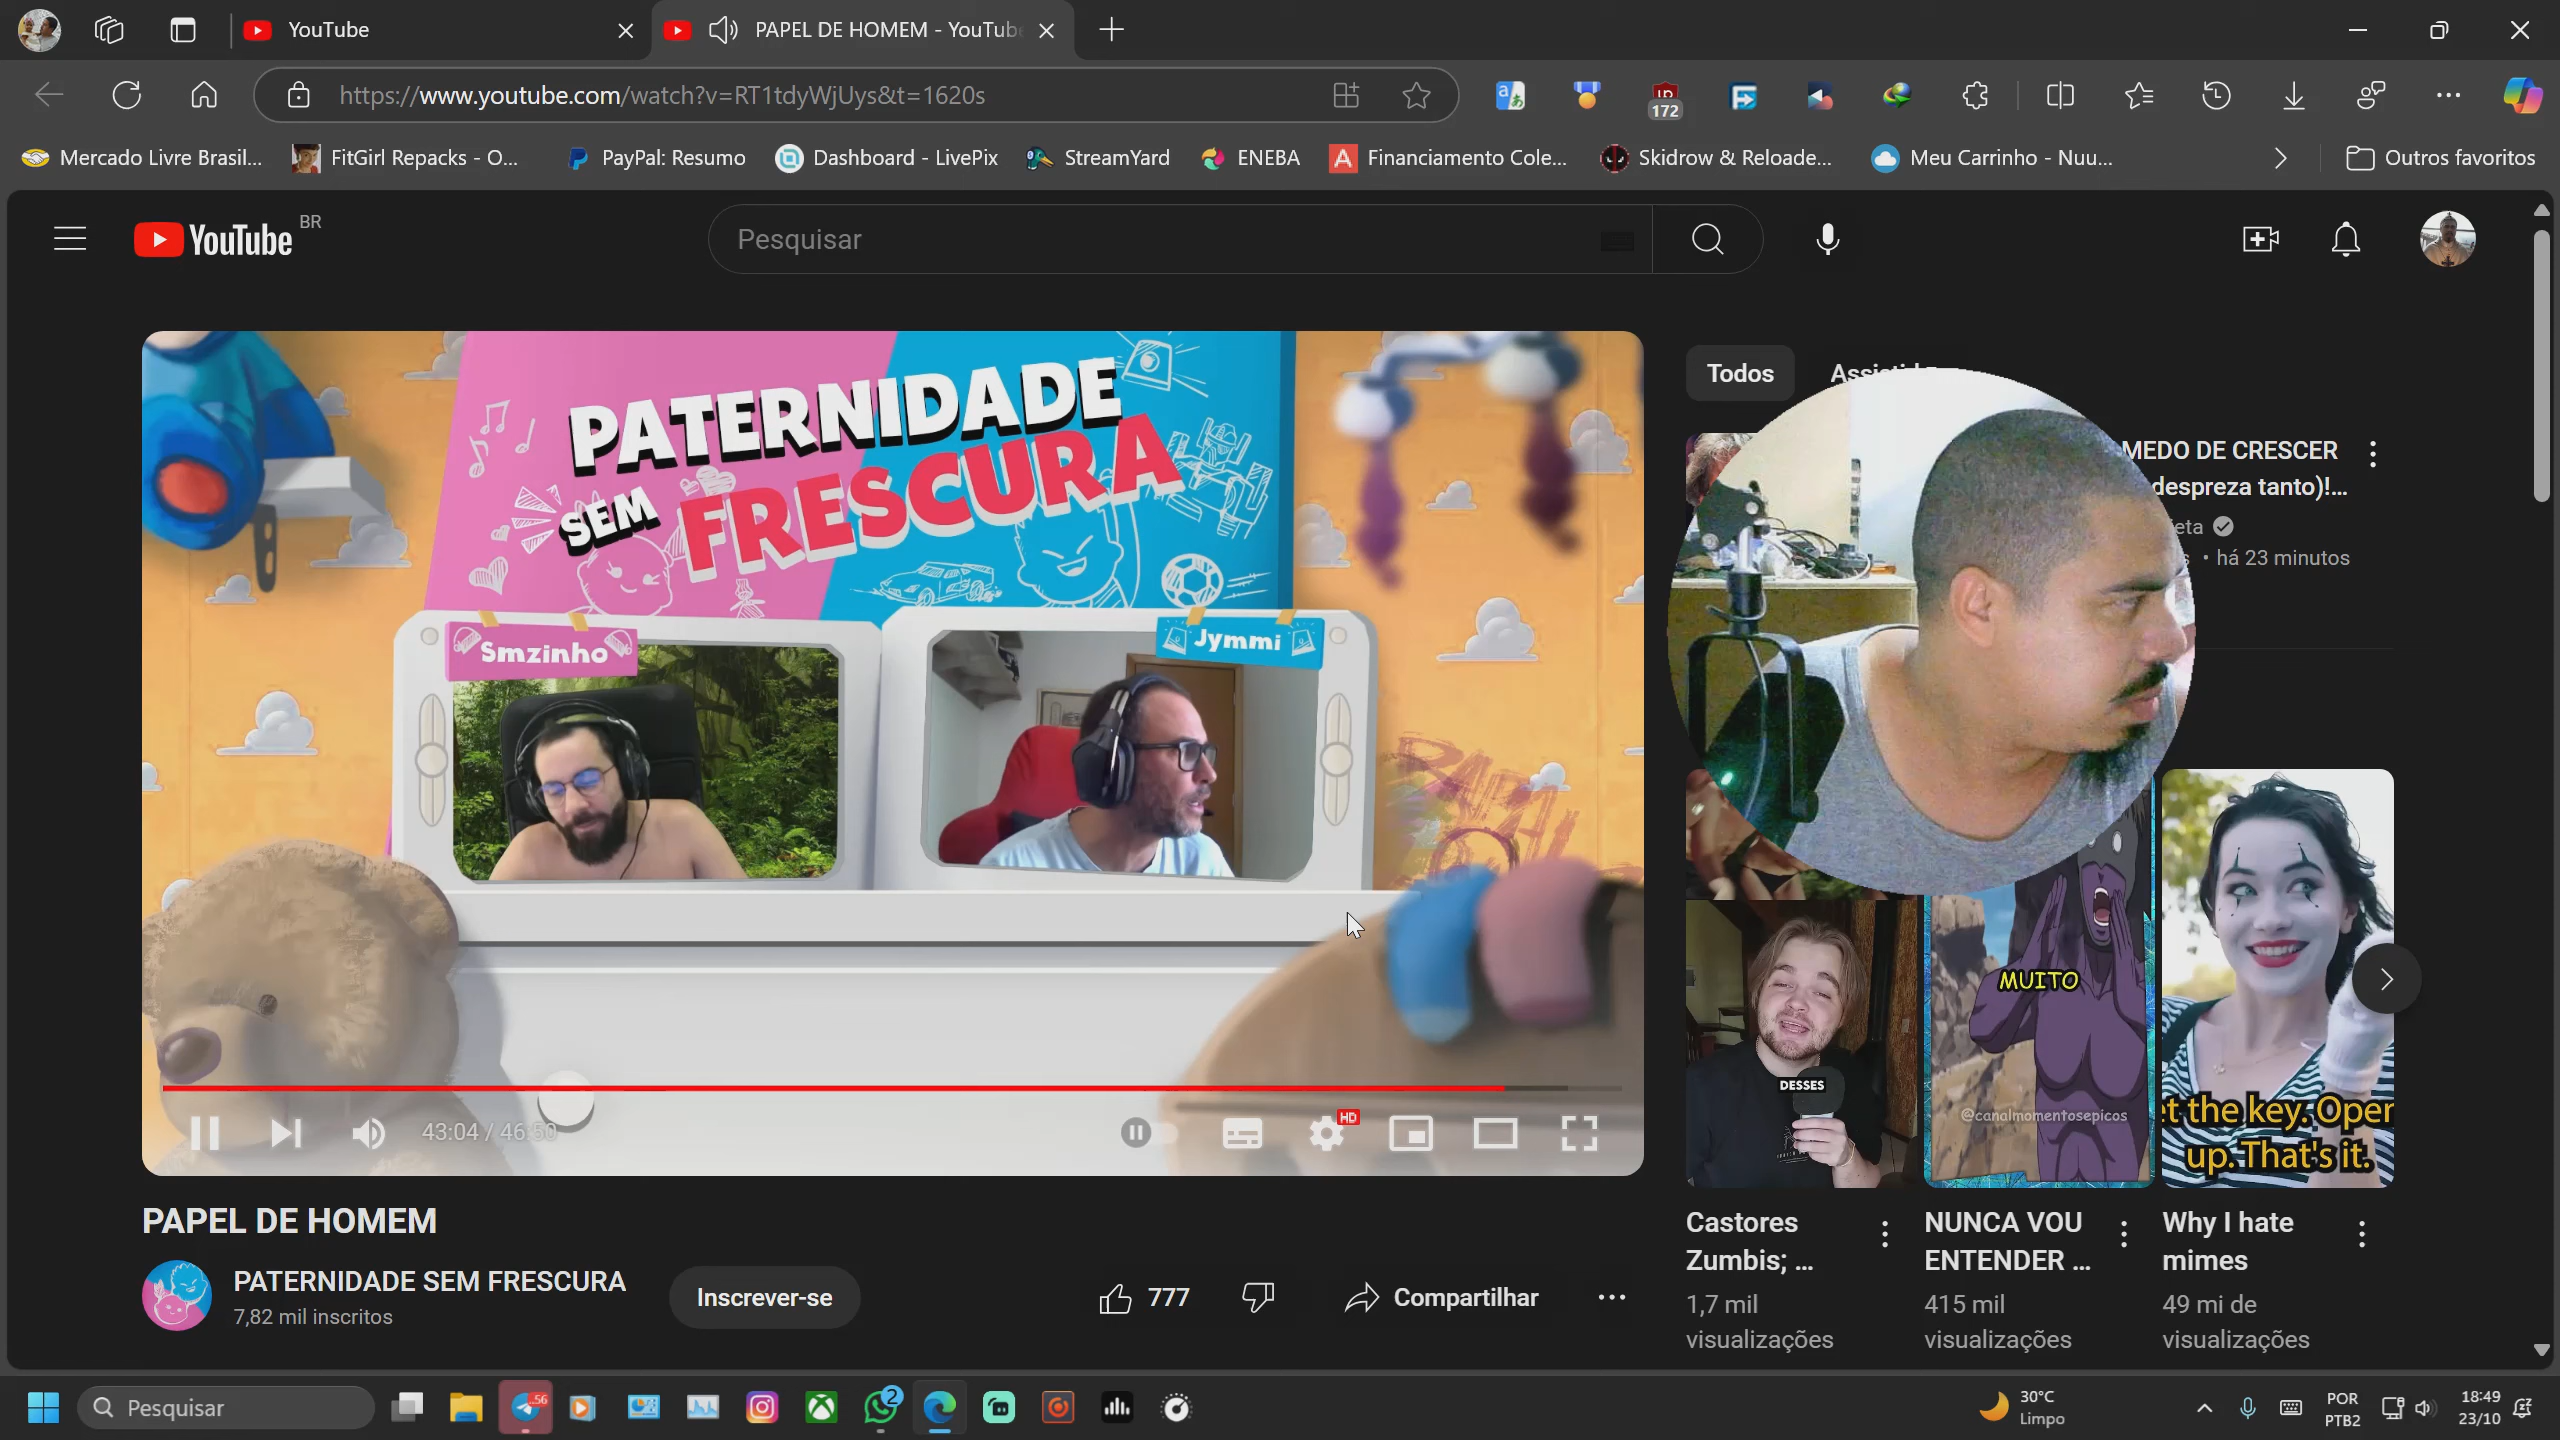 YouTube
PAPEL DE HOMEM - YouTube
https://www.youtube.com/watch?v=RT1tdyWjUys&t=1620s
172
Mercado Livre Brasil...
FitGirl Repacks - O...
PayPal: Resumo
Dashboard - LivePix
StreamYard
ENEBA
Financiamento Cole...
Skidrow & Reloade...
Meu Carrinho - Nuu...
Outros favoritos
YouTube BR
Pesquisar
PATERNIDADE
SEM FRESCURA
Smzinho
Jymmi
43:04 / 46:50
HD
Todos
MEDO DE CRESCER
despreza tanto)!...
eta
s • há 23 minutos
DESSES
MUITO
@canalmomentosepicos
et the key. Open
up. That's it.
PAPEL DE HOMEM
PATERNIDADE SEM FRESCURA
7,82 mil inscritos
Inscrever-se
777
Compartilhar
Castores
Zumbis; ...
1,7 mil
visualizações
NUNCA VOU
ENTENDER ...
415 mil
visualizações
Why I hate
mimes
49 mi de
visualizações
Pesquisar
..56
2
30°C
Limpo
POR
PTB2
18:49
23/10